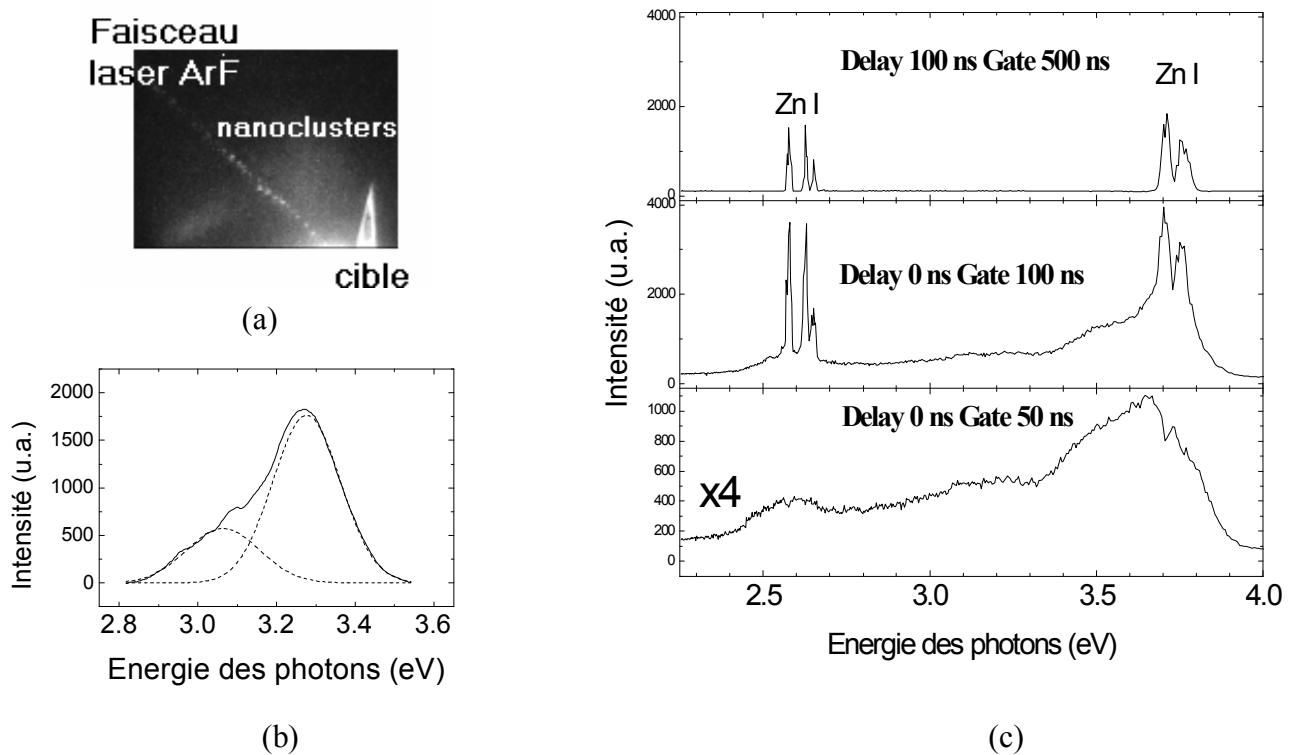 Faisceau
laser ArF
nanoclusters
cible
(a)
Intensité (u.a.)
2000
1500
1000
500
0
2.8 3.0 3.2 3.4 3.6
Energie des photons (eV)
(b)
4000
2000
0
Delay 100 ns Gate 500 ns
Zn I
Zn I
4000
2000
0
Delay 0 ns Gate 100 ns
Intensité (u.a.)
1000
800
600
400
200
0
Delay 0 ns Gate 50 ns
x4
2.5 3.0 3.5 4.0
Energie des photons (eV)
(c)